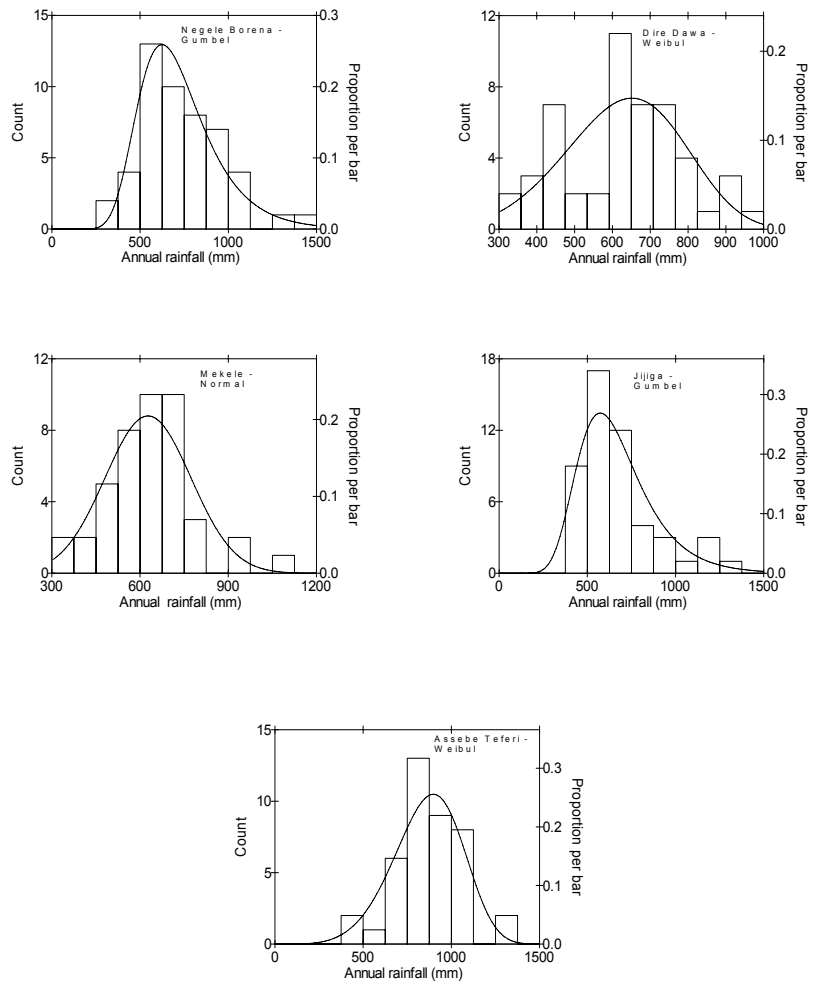 Negele Borena -
Gumbel
Count
15
10
5
0
0.3
0.2
0.1
0.0
Proportion per bar
0 500 1000 1500
Annual rainfall (mm)
Dire Dawa -
Weibul
Count
12
8
4
0
0.2
0.1
0.0
Proportion per bar
300 400 500 600 700 800 900 1000
Annual rainfall (mm)
Mekele -
Normal
Count
12
8
4
0
0.2
0.1
0.0
Proportion per bar
300 600 900 1200
Annual rainfall (mm)
Jijiga -
Gumbel
Count
18
12
6
0
0.3
0.2
0.1
0.0
Proportion per bar
0 500 1000 1500
Annual rainfall (mm)
Assebe Teferi -
Weibul
Count
15
10
5
0
0.3
0.2
0.1
0.0
Proportion per bar
0 500 1000 1500
Annual rainfall (mm)